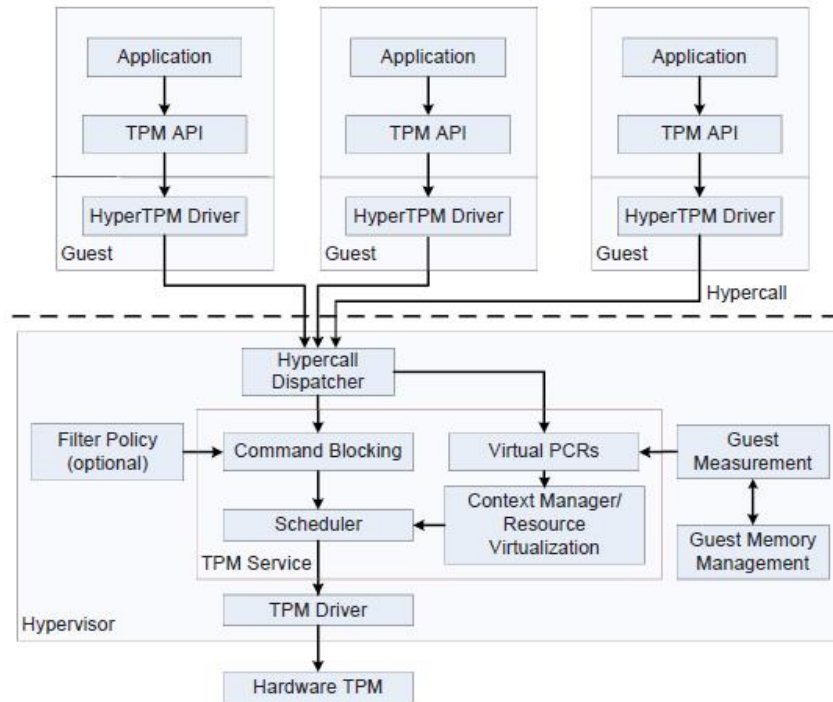 Application
Application
Application
TPM API
TPM API
TPM API
HyperTPM Driver
HyperTPM Driver
HyperTPM Driver
Guest
Guest
Guest
Hypercall
Hypercall
Dispatcher
Filter Policy
(optional)
Command Blocking
Virtual PCRs
Guest
Measurement
Scheduler
Context Manager/
Resource
Virtualization
Guest Memory
Management
TPM Service
TPM Driver
Hypervisor
Hardware TPM